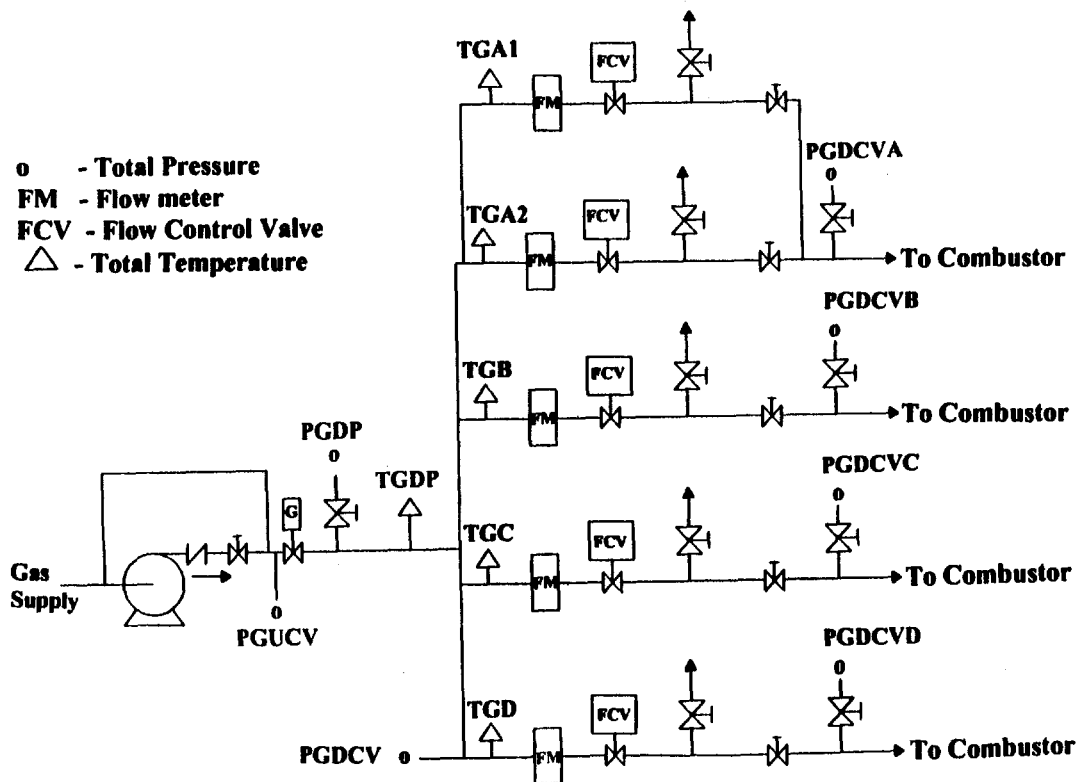 TGA1
FCV
FM
o - Total Pressure
FM - Flow meter
FCV - Flow Control Valve
- Total Temperature
PGDCVA
o
TGA2
FCV
FM
To Combustor
PGDCVB
o
TGB
FCV
FM
To Combustor
PGDP
o
TGDP
G
PGDCVC
o
TGC
FCV
FM
To Combustor
Gas
Supply
o
PGUCV
PGDCVD
o
TGD
FCV
FM
PGDCV o
To Combustor